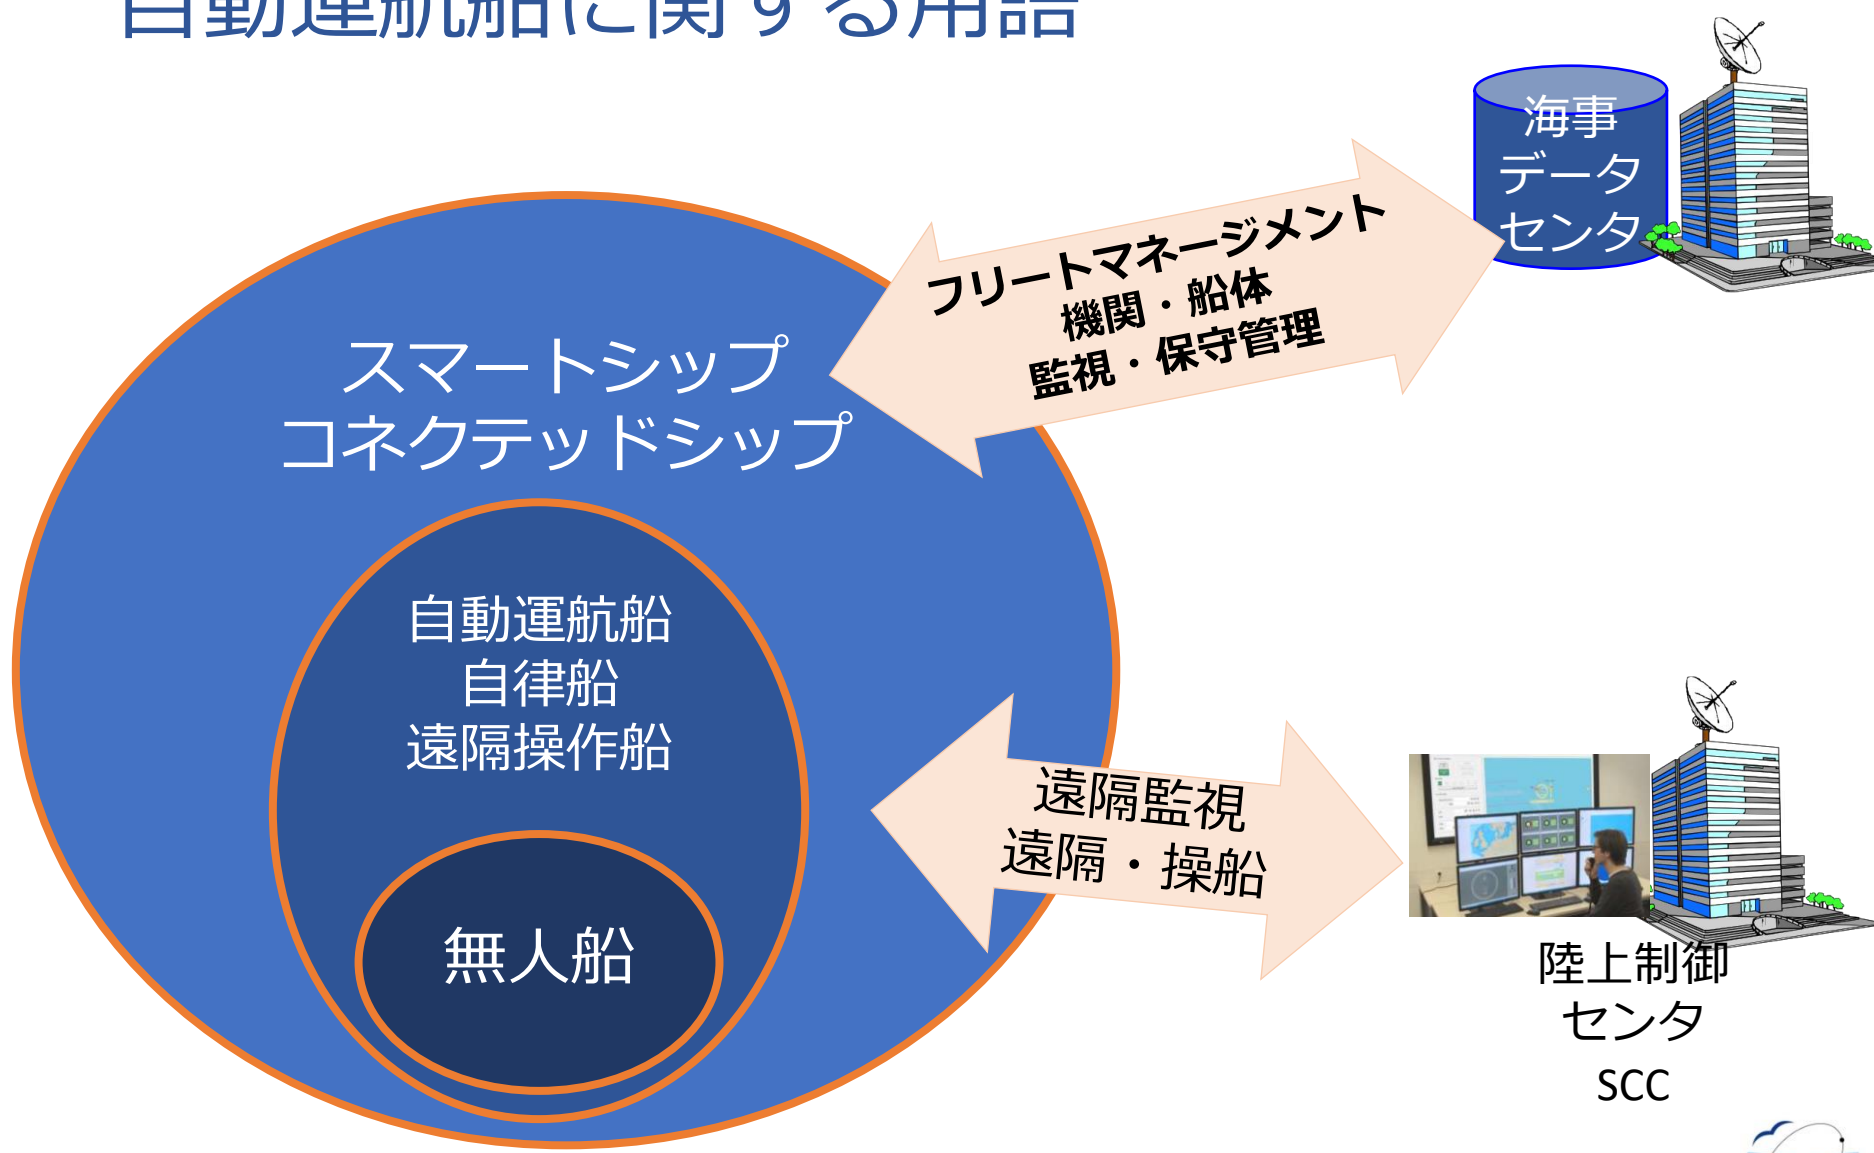 自動運航船に関する用語
海事
データ
センタ
フリートマネージメント
機関・船体
監視・保守管理
スマートシップ
コネクテッドシップ
自動運航船
自律船
遠隔操作船
無人船
遠隔監視
遠隔・操船
陸上制御
センタ
SCC